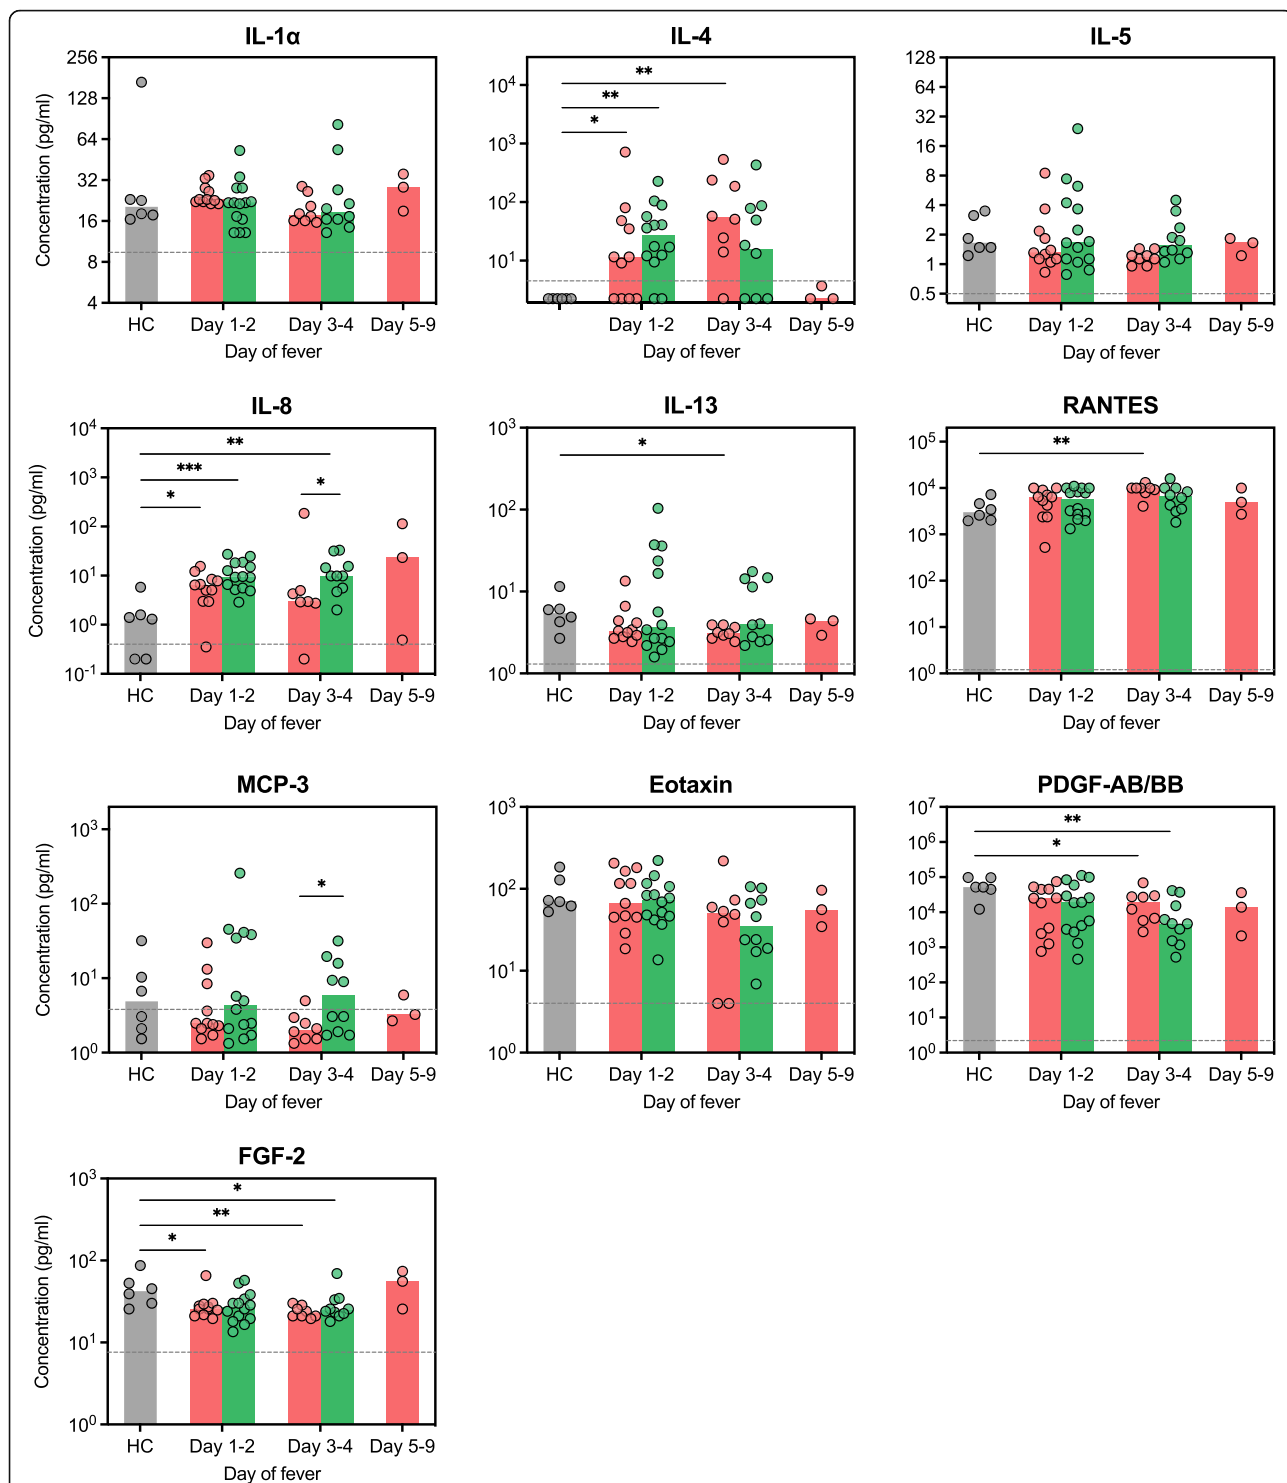 IL-1α
Concentration (pg/ml)
256
128
64
32
16
8
4
HC Day 1-2 Day 3-4 Day 5-9
Day of fever
IL-4
** 
**
*
10⁴
10³
10²
10¹
Day 1-2 Day 3-4 Day 5-9
Day of fever
IL-5
128
64
32
16
8
4
2
1
0.5
HC Day 1-2 Day 3-4 Day 5-9
Day of fever
IL-8
Concentration (pg/ml)
10⁴
10³
10²
10¹
10⁰
10⁻¹
**
***
*
*
HC Day 1-2 Day 3-4 Day 5-9
Day of fever
IL-13
10³
10²
10¹
10⁰
*
HC Day 1-2 Day 3-4 Day 5-9
Day of fever
RANTES
10⁵
10⁴
10³
10²
10¹
10⁰
**
HC Day 1-2 Day 3-4 Day 5-9
Day of fever
MCP-3
Concentration (pg/ml)
10³
10²
10¹
10⁰
*
HC Day 1-2 Day 3-4 Day 5-9
Day of fever
Eotaxin
10³
10²
10¹
10⁰
HC Day 1-2 Day 3-4 Day 5-9
Day of fever
PDGF-AB/BB
10⁷
10⁶
10⁵
10⁴
10³
10²
10¹
10⁰
**
*
HC Day 1-2 Day 3-4 Day 5-9
Day of fever
FGF-2
Concentration (pg/ml)
10³
10²
10¹
10⁰
*
**
*
HC Day 1-2 Day 3-4 Day 5-9
Day of fever